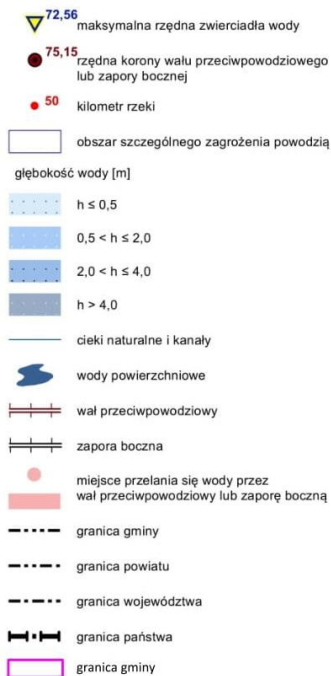 72,56
maksymalna rzędna zwierciadła wody
75,15
rzędna korony wału przeciwpowodziowego
lub zapory bocznej
50
kilometr rzeki
obszar szczególnego zagrożenia powodzią
głębokość wody [m]
h ≤ 0,5
0,5 < h ≤ 2,0
2,0 < h ≤ 4,0
h > 4,0
cieki naturalne i kanały
wody powierzchniowe
wał przeciwpowodziowy
zapora boczna
miejsce przelania się wody przez
wał przeciwpowodziowy lub zaporę boczną
granica gminy
granica powiatu
granica województwa
granica państwa
granica gminy